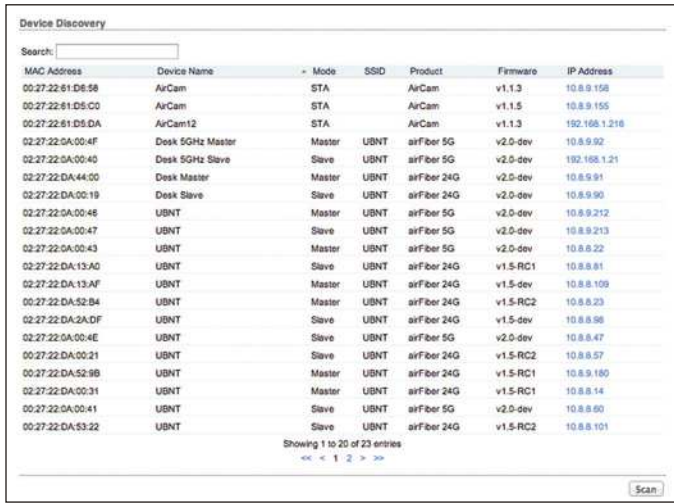 Device Discovery
Search:
MAC Address Device Name Mode SSID Product Firmware IP Address
00:27:22:61:D6:58 AirCam STA AirCam v1.1.3 10.8.9.158
00:27:22:61:D5:C0 AirCam STA AirCam v1.1.5 10.8.9.155
00:27:22:61:D5:DA AirCam12 STA AirCam v1.1.3 192.168.1.216
02:27:22:0A:00:4F Desk 5GHz Master Master UBNT airFiber 5G v2.0-dev 10.8.9.92
02:27:22:0A:00:40 Desk 5GHz Slave Slave UBNT airFiber 5G v2.0-dev 192.168.1.21
02:27:22:DA:44:00 Desk Master Master UBNT airFiber 24G v2.0-dev 10.8.9.91
02:27:22:DA:00:19 Desk Slave Slave UBNT airFiber 24G v2.0-dev 10.8.9.90
02:27:22:0A:00:46 UBNT Master UBNT airFiber 5G v2.0-dev 10.8.9.212
02:27:22:0A:00:47 UBNT Slave UBNT airFiber 5G v2.0-dev 10.8.9.213
02:27:22:0A:00:43 UBNT Master UBNT airFiber 5G v2.0-dev 10.8.8.22
02:27:22:DA:13:A0 UBNT Slave UBNT airFiber 24G v1.5-RC1 10.8.8.81
02:27:22:DA:13:AF UBNT Master UBNT airFiber 24G v1.5-dev 10.8.8.109
00:27:22:DA:52:B4 UBNT Master UBNT airFiber 24G v1.5-RC2 10.8.8.23
02:27:22:DA:2A:DF UBNT Slave UBNT airFiber 24G v1.5-dev 10.8.8.98
02:27:22:0A:00:4E UBNT Slave UBNT airFiber 5G v2.0-dev 10.8.8.47
00:27:22:DA:00:21 UBNT Slave UBNT airFiber 24G v1.5-RC2 10.8.8.57
00:27:22:DA:52:9B UBNT Master UBNT airFiber 24G v1.5-RC1 10.8.9.180
02:27:22:DA:00:31 UBNT Master UBNT airFiber 24G v1.5-RC1 10.8.8.14
00:27:22:0A:00:41 UBNT Slave UBNT airFiber 5G v2.0-dev 10.8.8.60
00:27:22:DA:53:22 UBNT Slave UBNT airFiber 24G v1.5-RC2 10.8.8.101
Showing 1 to 20 of 23 entries
<< < 1 2 > >>
Scan